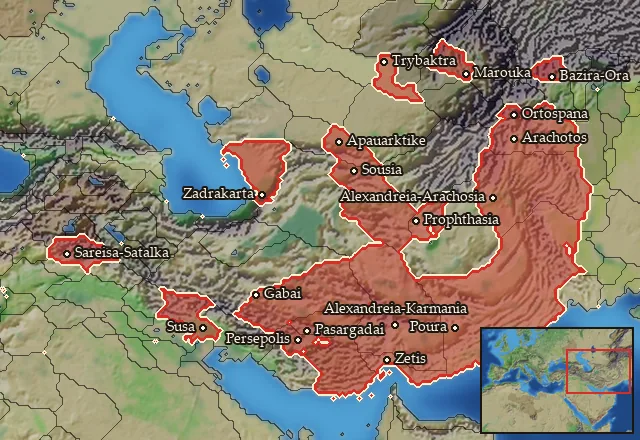 Trybaktra
Marouka
Bazira-Ora
Ortospana
Arachotos
Apauarktike
Sousia
Zadrakarta
Alexandreia-Arachosia
Prophthasia
Sareisa-Satalka
Gabai
Alexandreia-Karmania
Susa
Pasargadai
Poura
Persepolis
Zetis